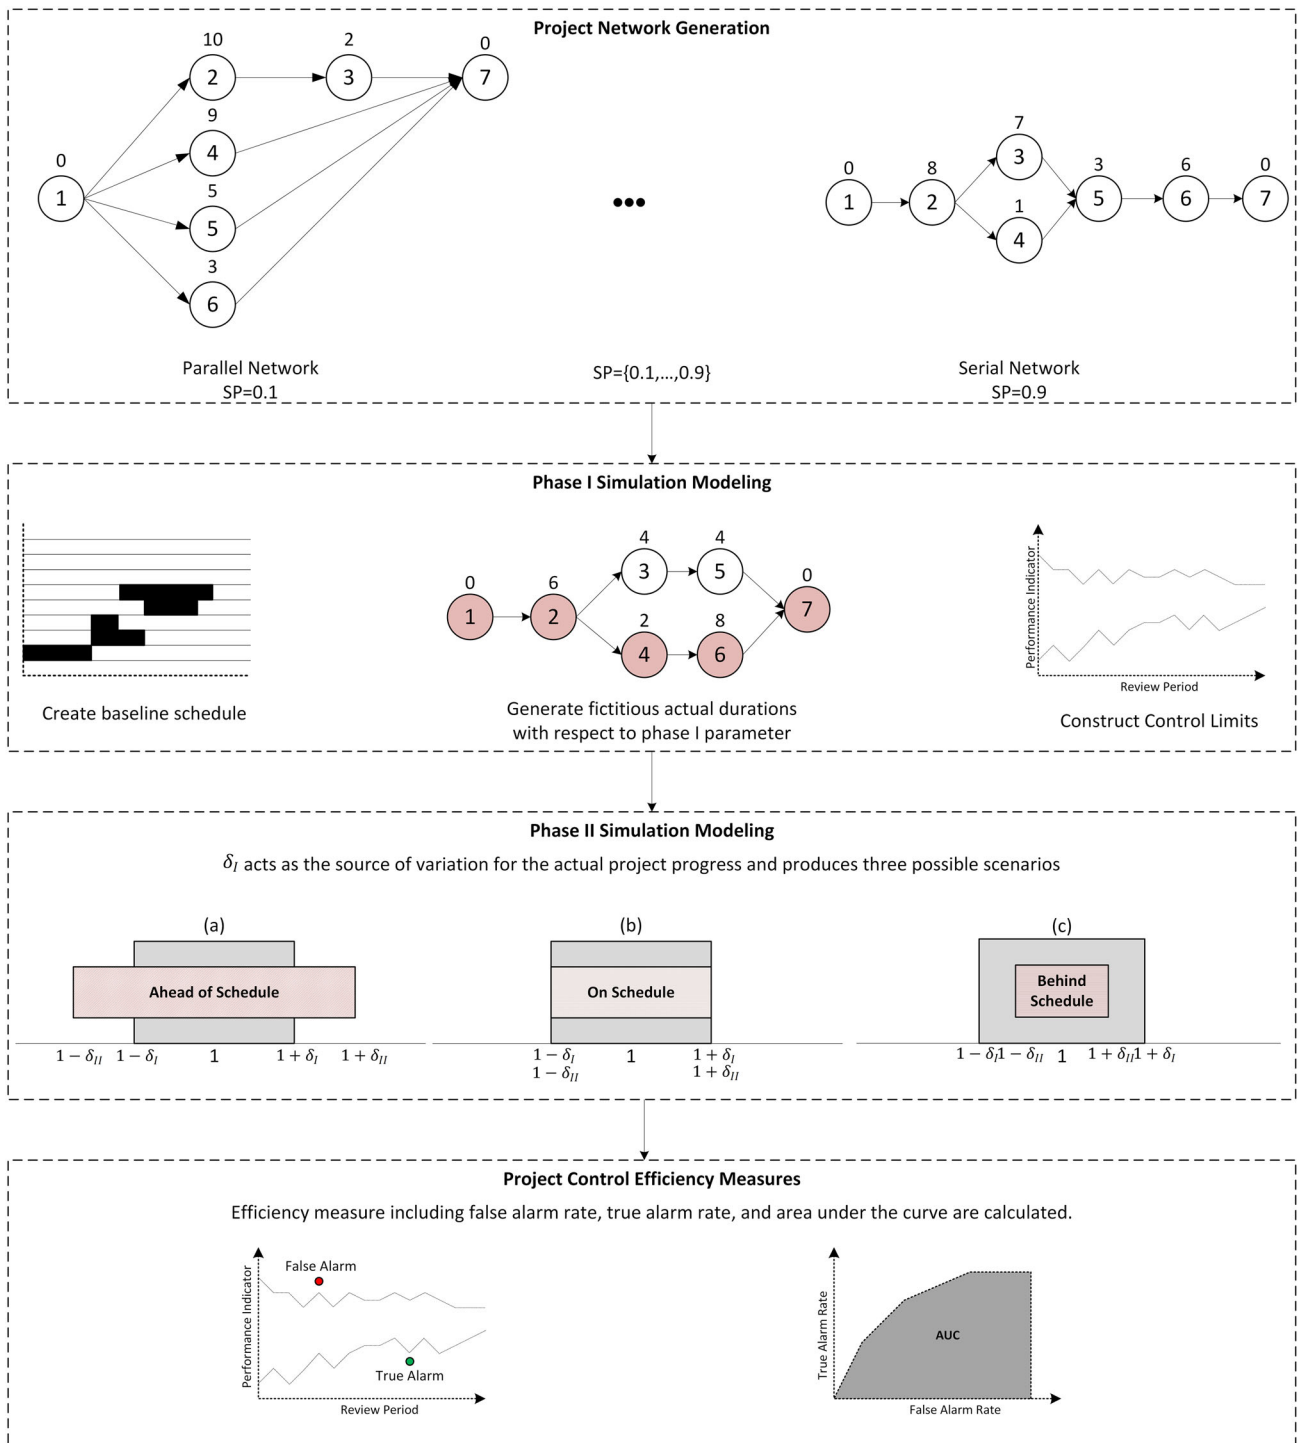 Project Network Generation
10
2
0
2
3
7
9
4
0
1
5
5
3
6
•••
0
1
8
2
7
3
1
4
3
5
6
6
0
7
Parallel Network
SP=0.1
SP={0.1,...,0.9}
Serial Network
SP=0.9
Phase I Simulation Modeling
Create baseline schedule
0
1
6
2
4
3
4
5
2
4
8
6
0
7
Generate fictitious actual durations
with respect to phase I parameter
Performance Indicator
Review Period
Construct Control Limits
Phase II Simulation Modeling
δ_I acts as the source of variation for the actual project progress and produces three possible scenarios
(a)
Ahead of Schedule
1 − δ_II 1 − δ_I 1 1 + δ_I 1 + δ_II
(b)
On Schedule
1 − δ_I 1 1 + δ_I
1 − δ_II 1 + δ_II
(c)
Behind
Schedule
1 − δ_I 1 − δ_II 1 1 + δ_II 1 + δ_I
Project Control Efficiency Measures
Efficiency measure including false alarm rate, true alarm rate, and area under the curve are calculated.
Performance Indicator
False Alarm
True Alarm
Review Period
True Alarm Rate
AUC
False Alarm Rate